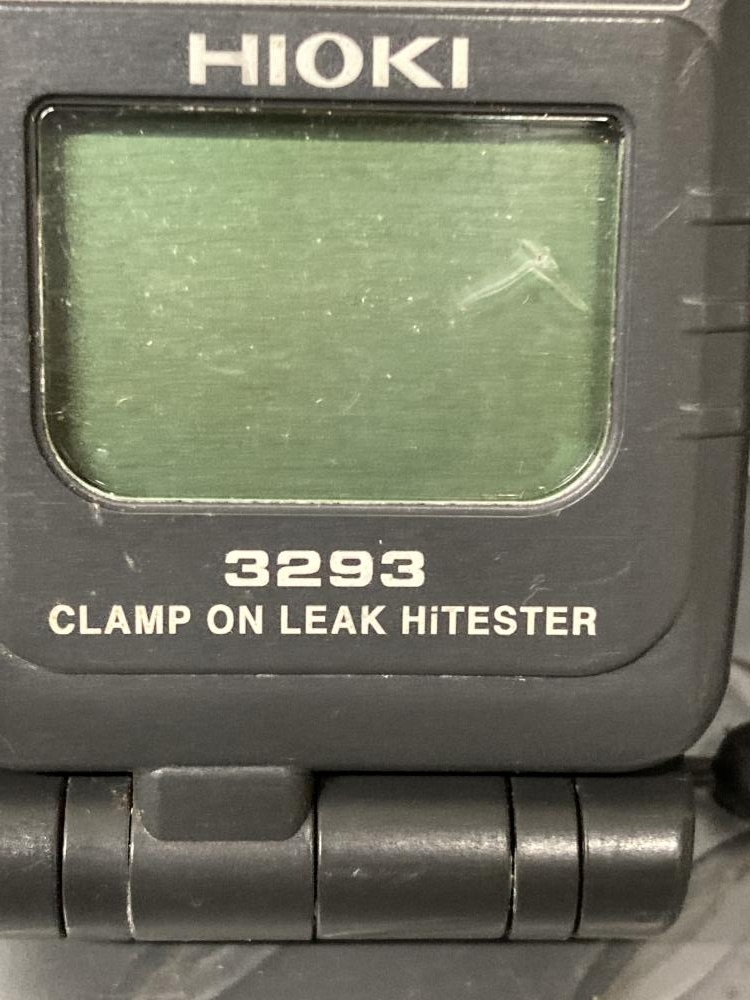 HIOKI
3293
CLAMP ON LEAK HiTESTER